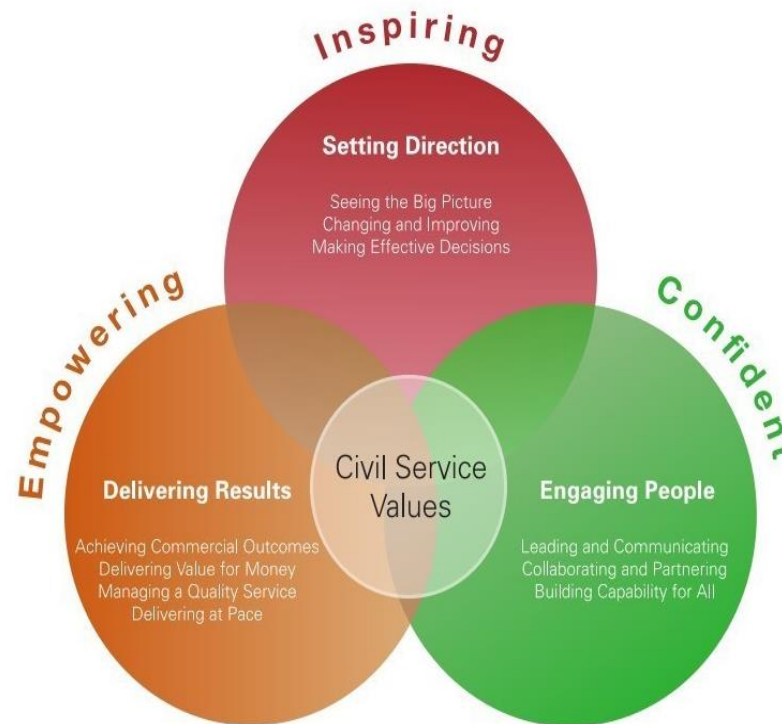 Inspiring
Setting Direction
Seeing the Big Picture
Changing and Improving
Making Effective Decisions
Empowering
Confident
Delivering Results
Achieving Commercial Outcomes
Delivering Value for Money
Managing a Quality Service
Delivering at Pace
Civil Service
Values
Engaging People
Leading and Communicating
Collaborating and Partnering
Building Capability for All